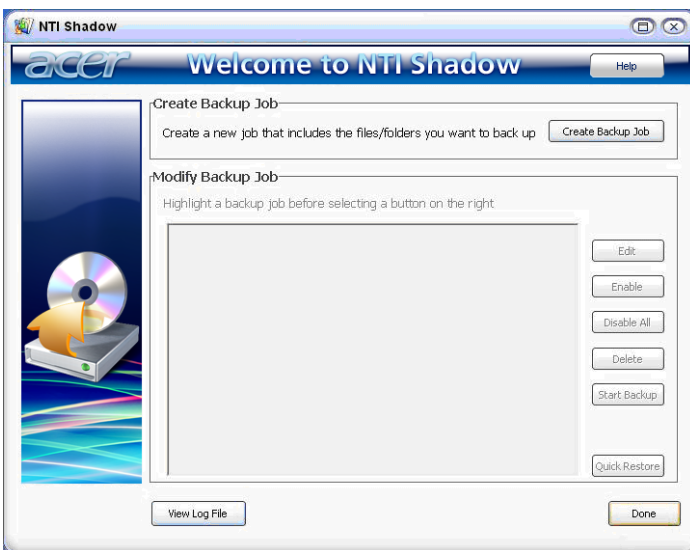 NTI Shadow
acer
Welcome to NTI Shadow
Help
Create Backup Job
Create a new job that includes the files/folders you want to back up
Create Backup Job
Modify Backup Job
Highlight a backup job before selecting a button on the right
Edit
Enable
Disable All
Delete
Start Backup
Quick Restore
View Log File
Done